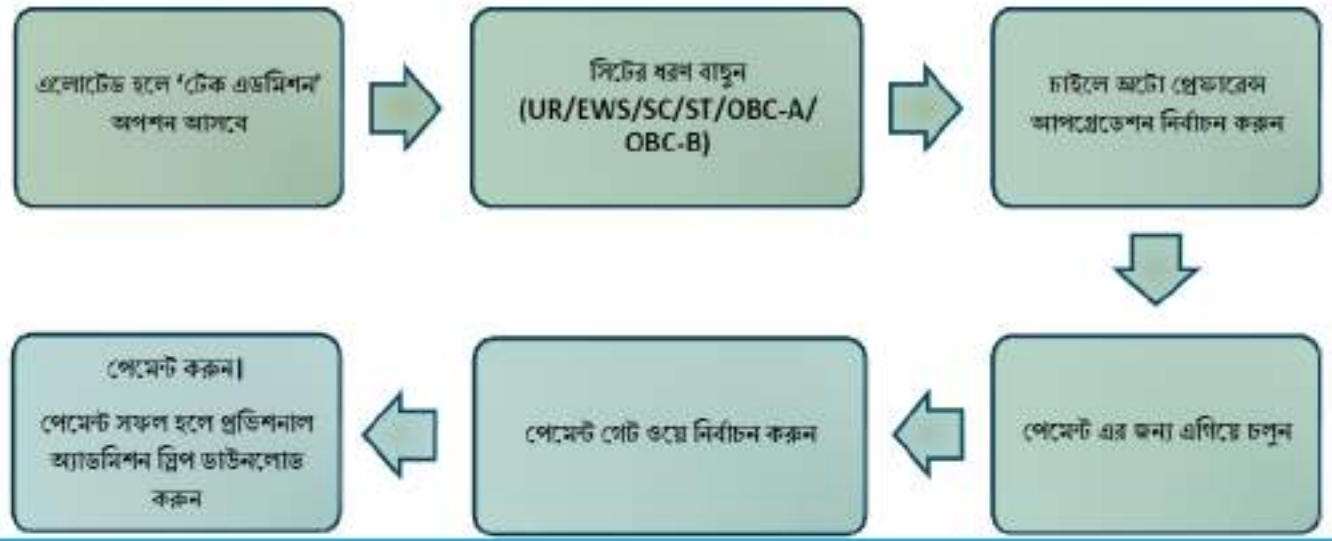 এলোটেড হলে ‘টেক এডমিশন’
অপশন আসবে
সিটের ধরণ বাছুন
(UR/EWS/SC/ST/OBC-A/
OBC-B)
চাইলে অটো প্রেফারেন্স
আপগ্রেডেশন নির্বাচন করুন
পেমেন্ট এর জন্য এগিয়ে চলুন
পেমেন্ট গেট ওয়ে নির্বাচন করুন
পেমেন্ট করুন|
পেমেন্ট সফল হলে প্রভিশনাল
অ্যাডমিশন স্লিপ ডাউনলোড
করুন